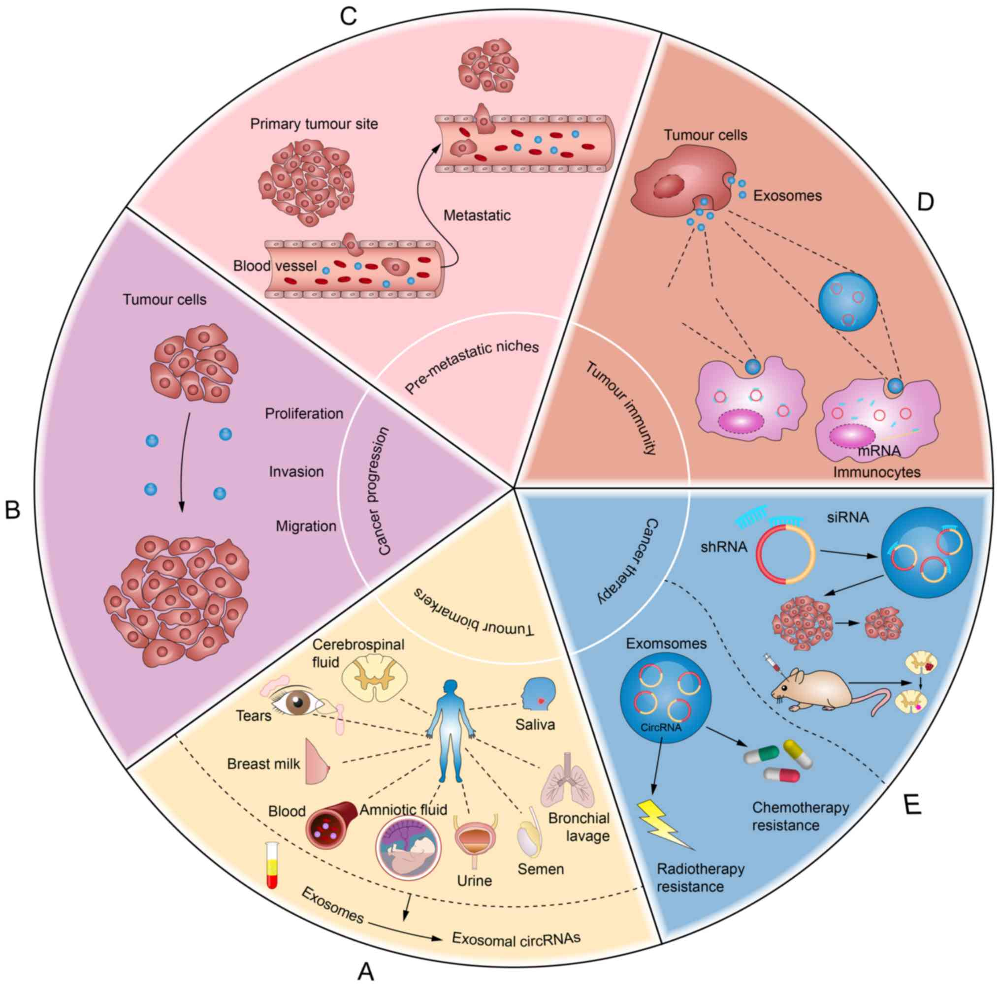 C
Primary tumour site
Metastatic
Blood vessel
Pre-metastatic niches
D
Tumour cells
Exosomes
mRNA
Immunocytes
Tumour immunity
B
Tumour cells
Proliferation
Invasion
Migration
Cancer progression
Cancer therapy
siRNA
shRNA
Exomsomes
CircRNA
Chemotherapy
resistance
Radiotherapy
resistance
E
Tumour biomarkers
Cerebrospinal
fluid
Tears
Saliva
Breast milk
Blood
Amniotic fluid
Bronchial
lavage
Semen
Urine
Exosomes
Exosomal circRNAs
A